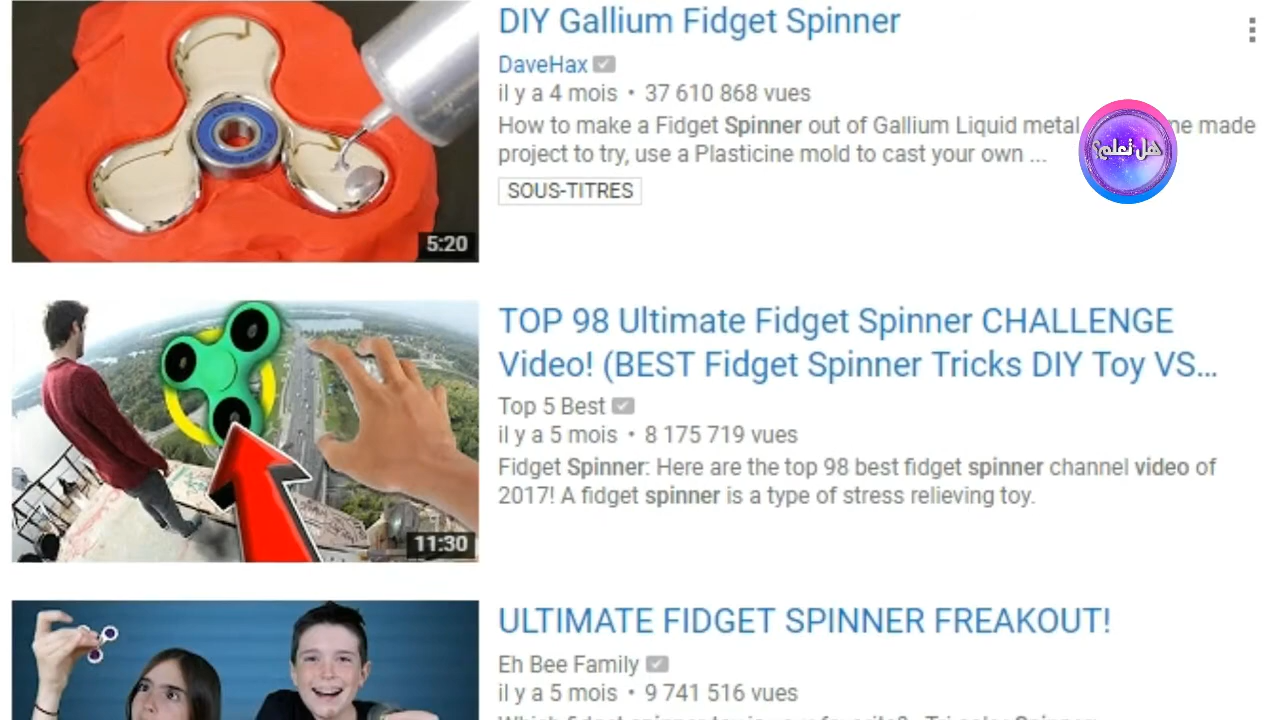 DIY Gallium Fidget Spinner
DaveHax
il y a 4 mois • 37 610 868 vues
How to make a Fidget Spinner out of Gallium Liquid metal ne made
project to try, use a Plasticine mold to cast your own ...
SOUS-TITRES
5:20
هل تعلم؟
TOP 98 Ultimate Fidget Spinner CHALLENGE
Video! (BEST Fidget Spinner Tricks DIY Toy VS...
Top 5 Best
il y a 5 mois • 8 175 719 vues
Fidget Spinner: Here are the top 98 best fidget spinner channel video of
2017! A fidget spinner is a type of stress relieving toy.
11:30
ULTIMATE FIDGET SPINNER FREAKOUT!
Eh Bee Family
il y a 5 mois • 9 741 516 vues